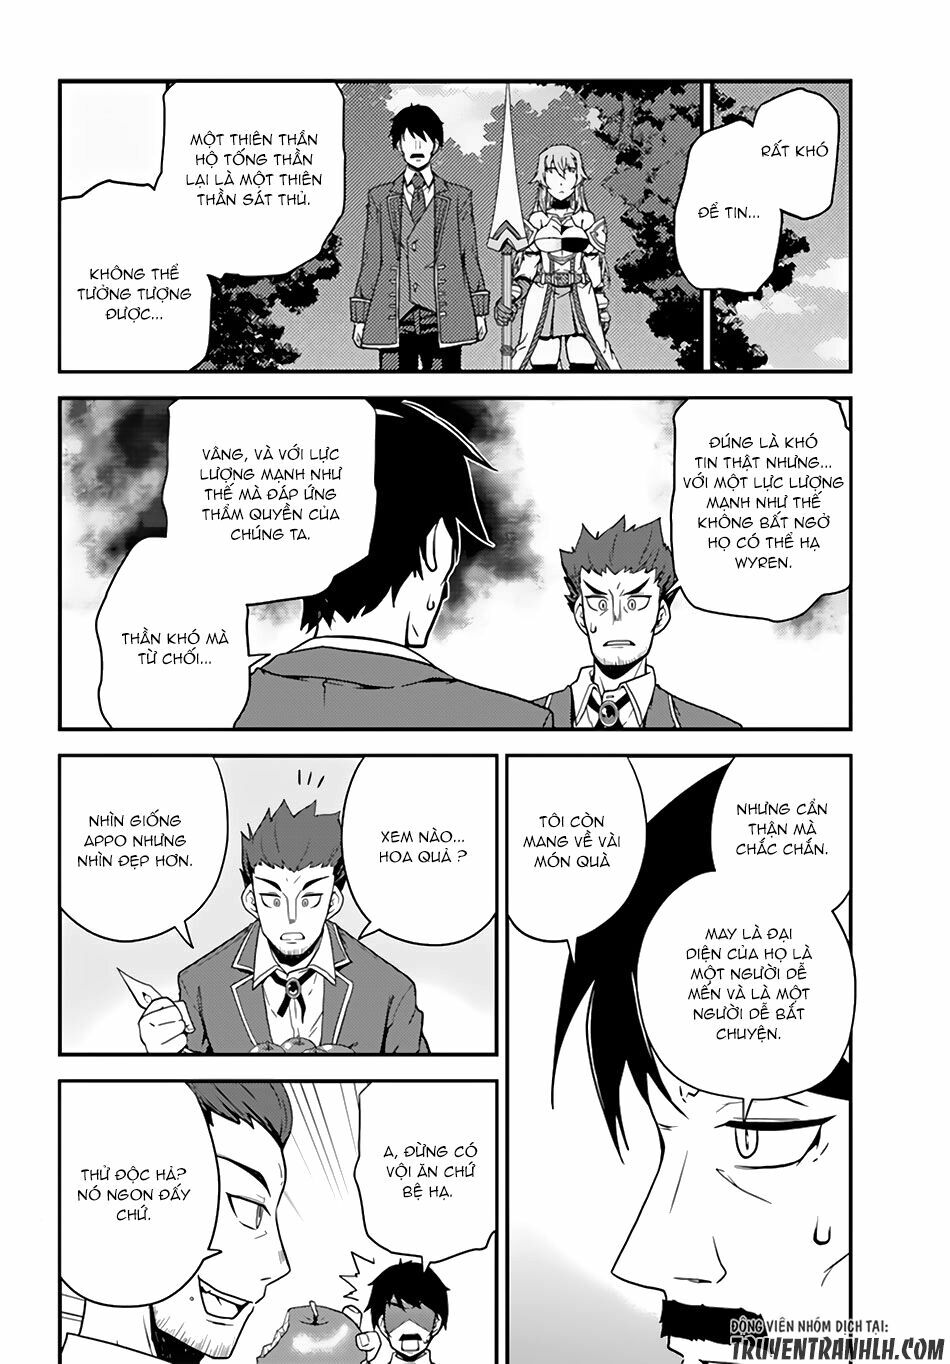 RẤT KHÓ
ĐỂ TIN...
MỘT THIÊN THẦN
HỘ TỐNG THẦN
LẠI LÀ MỘT THIÊN
THẦN SÁT THỦ.
KHÔNG THỂ
TƯỞNG TƯỢNG
ĐƯỢC...
ĐÚNG LÀ KHÓ
TIN THẬT NHƯNG...
VỚI MỘT LỰC LƯỢNG
MẠNH NHƯ THẾ
KHÔNG BẤT NGỜ
HỌ CÓ THỂ HẠ
WYREN.
VÂNG, VÀ VỚI LỰC
LƯỢNG MẠNH NHƯ
THẾ MÀ ĐÁP ỨNG
THẨM QUYỀN CỦA
CHÚNG TA.
THẦN KHÓ MÀ
TỪ CHỐI...
NHƯNG CẨN
THẬN MÀ
CHẮC CHẮN.
MAY LÀ ĐẠI
DIỆN CỦA HỌ LÀ
MỘT NGƯỜI DỄ
MẾN VÀ LÀ MỘT
NGƯỜI DỄ BẮT
CHUYỆN.
TÔI CÒN
MANG VỀ VÀI
MÓN QUÀ
XEM NÀO...
HOA QUẢ ?
NHÌN GIỐNG
APPO NHƯNG
NHÌN ĐẸP HƠN.
A, ĐỪNG CÓ
VỘI ĂN CHỨ
BỆ HẠ.
THỬ ĐỘC HẢ?
NÓ NGON ĐẤY
CHỨ.
ĐỘNG VIÊN NHÓM DỊCH TẠI:
TRUYENTRANHLH.COM